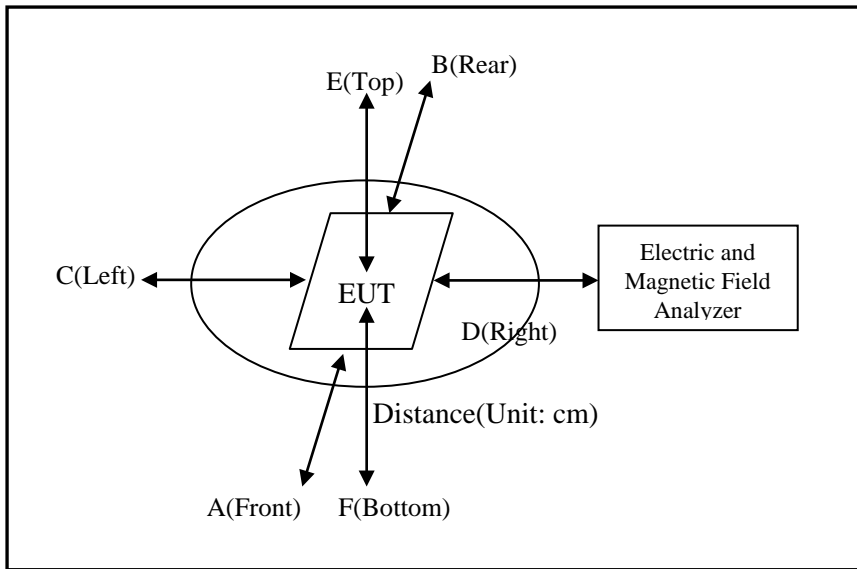 B(Rear)
E(Top)
C(Left)
EUT
D(Right)
Electric and
Magnetic Field
Analyzer
Distance(Unit: cm)
A(Front)
F(Bottom)